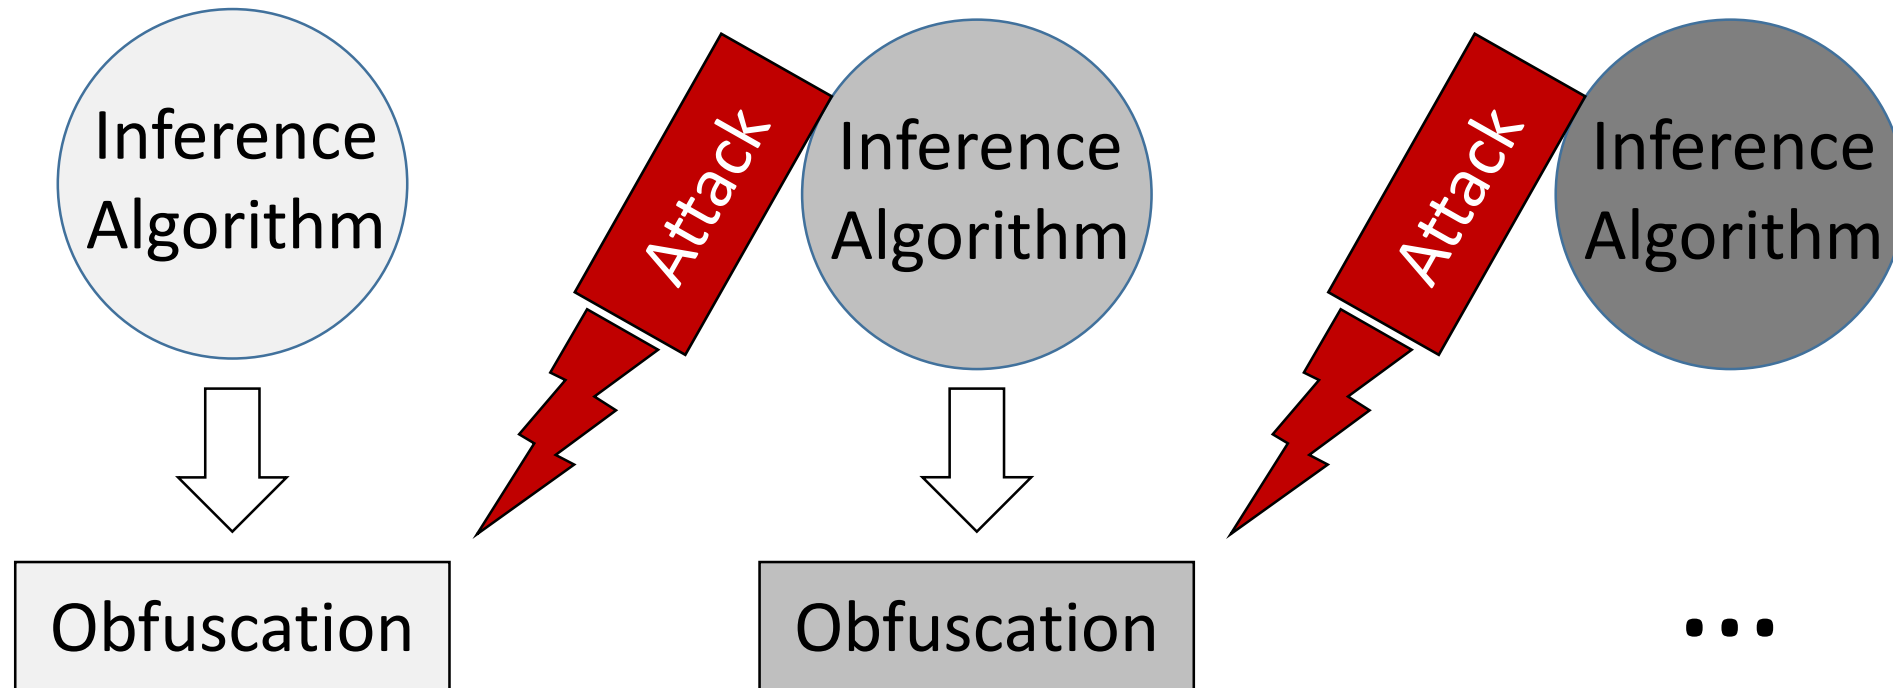 Inference
Algorithm
Attack
Inference
Algorithm
Attack
Inference
Algorithm
Obfuscation
Obfuscation
...